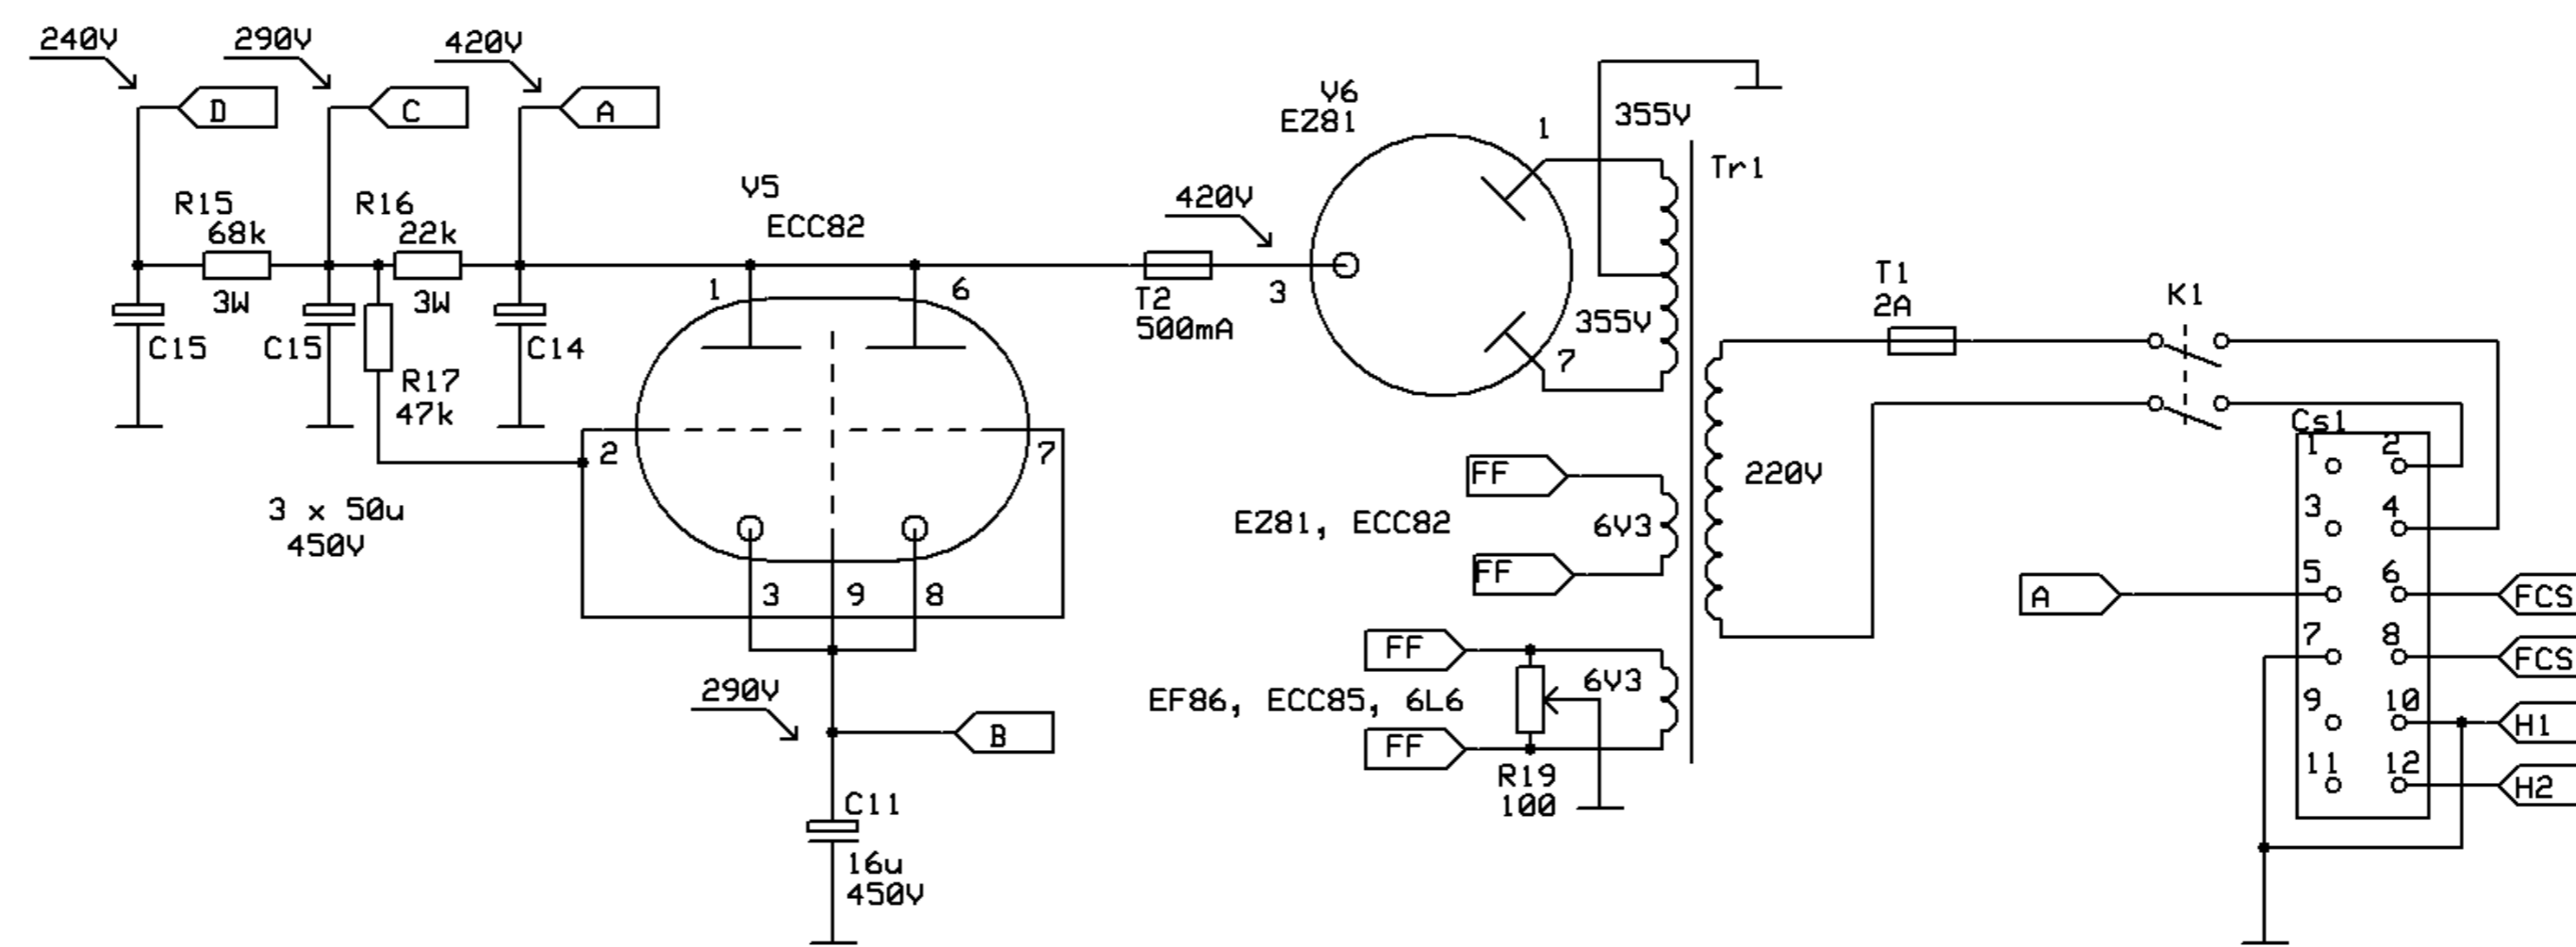 240V
290V
420V
D
C
A
R15
68k
3W
R16
22k
3W
C15
C15
C14
R17
47k
3 x 50u
450V
V5
ECC82
1
6
2
7
3
9
8
290V
B
C11
16u
450V
420V
T2
500mA
3
V6
EZ81
1
7
355V
355V
Tr1
FF
FF
EZ81, ECC82
6V3
FF
FF
EF86, ECC85, 6L6
6V3
R19
100
220V
T1
2A
K1
Cs1
1
2
3
4
5
6
7
8
9
10
11
12
A
FCS
FCS
H1
H2